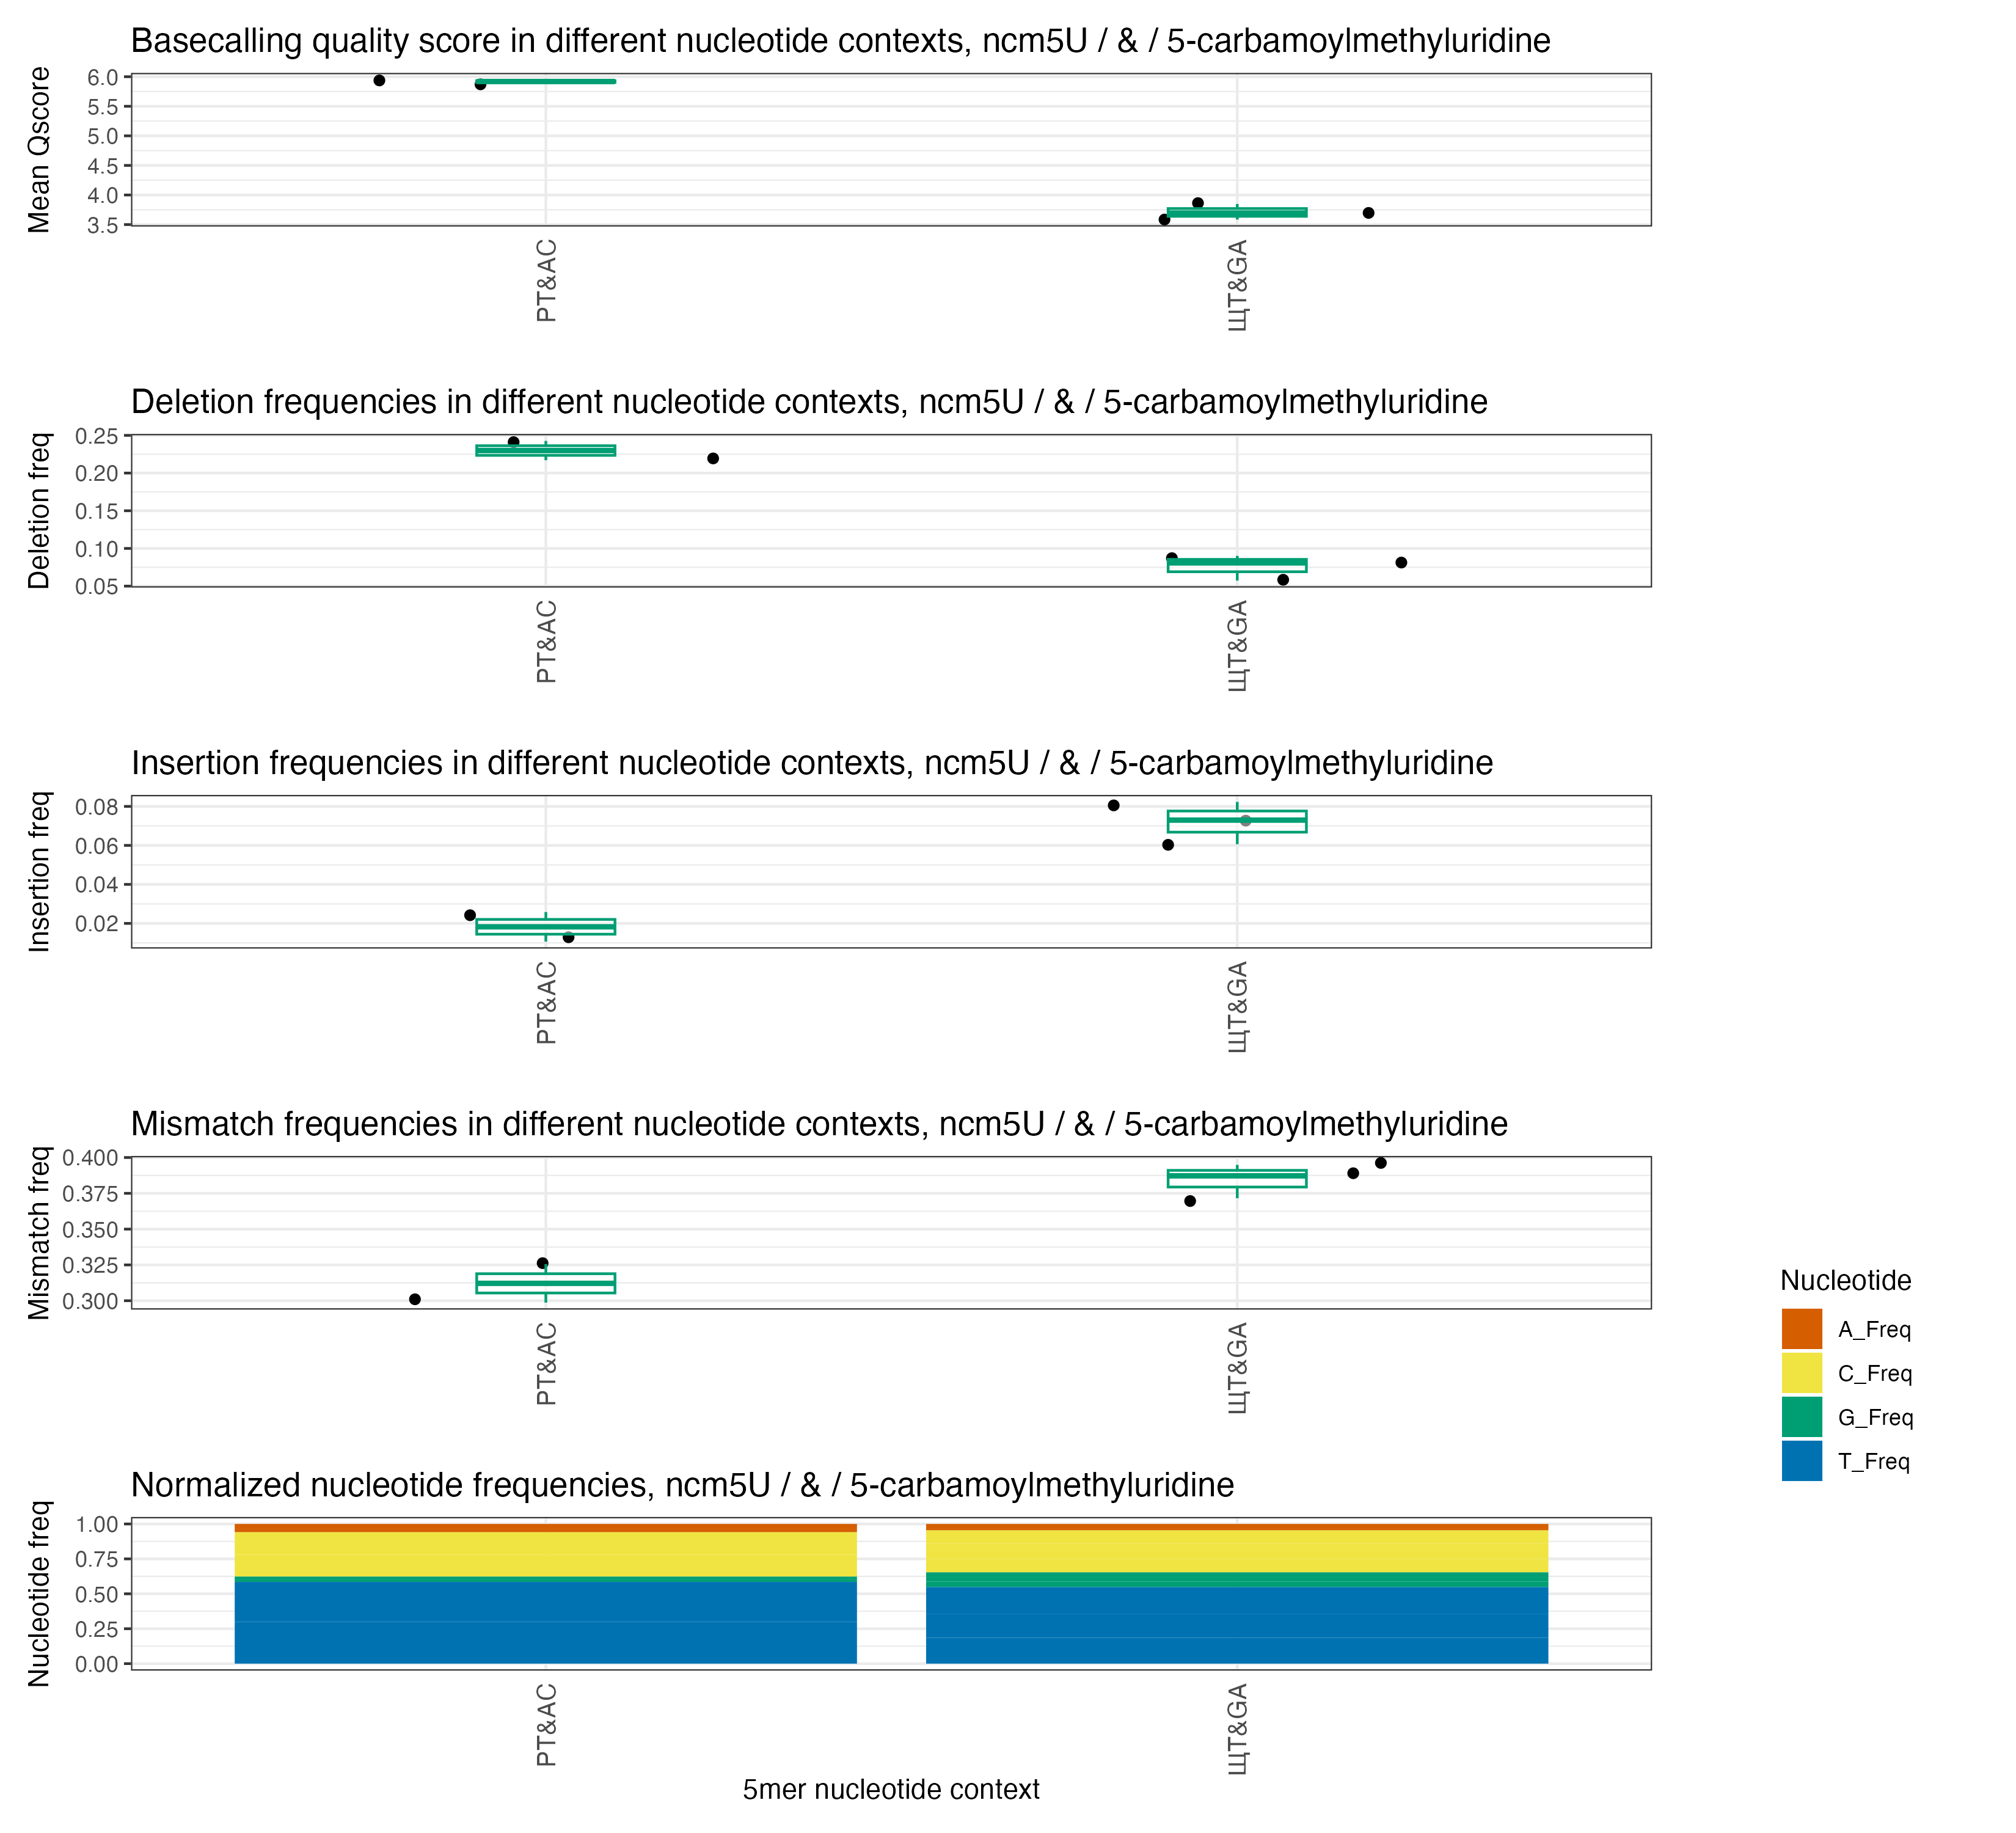 Basecalling quality score in different nucleotide contexts, ncm5U / & / 5-carbamoylmethyluridine
Mean Qscore
6.0
5.5
5.0
4.5
4.0
3.5
PT&AC
ЩT&GA
Deletion frequencies in different nucleotide contexts, ncm5U / & / 5-carbamoylmethyluridine
Deletion freq
0.25
0.20
0.15
0.10
0.05
PT&AC
ЩT&GA
Insertion frequencies in different nucleotide contexts, ncm5U / & / 5-carbamoylmethyluridine
Insertion freq
0.08
0.06
0.04
0.02
PT&AC
ЩT&GA
Mismatch frequencies in different nucleotide contexts, ncm5U / & / 5-carbamoylmethyluridine
Mismatch freq
0.400
0.375
0.350
0.325
0.300
PT&AC
ЩT&GA
Nucleotide
A_Freq
C_Freq
G_Freq
T_Freq
Normalized nucleotide frequencies, ncm5U / & / 5-carbamoylmethyluridine
Nucleotide freq
1.00
0.75
0.50
0.25
0.00
PT&AC
ЩT&GA
5mer nucleotide context